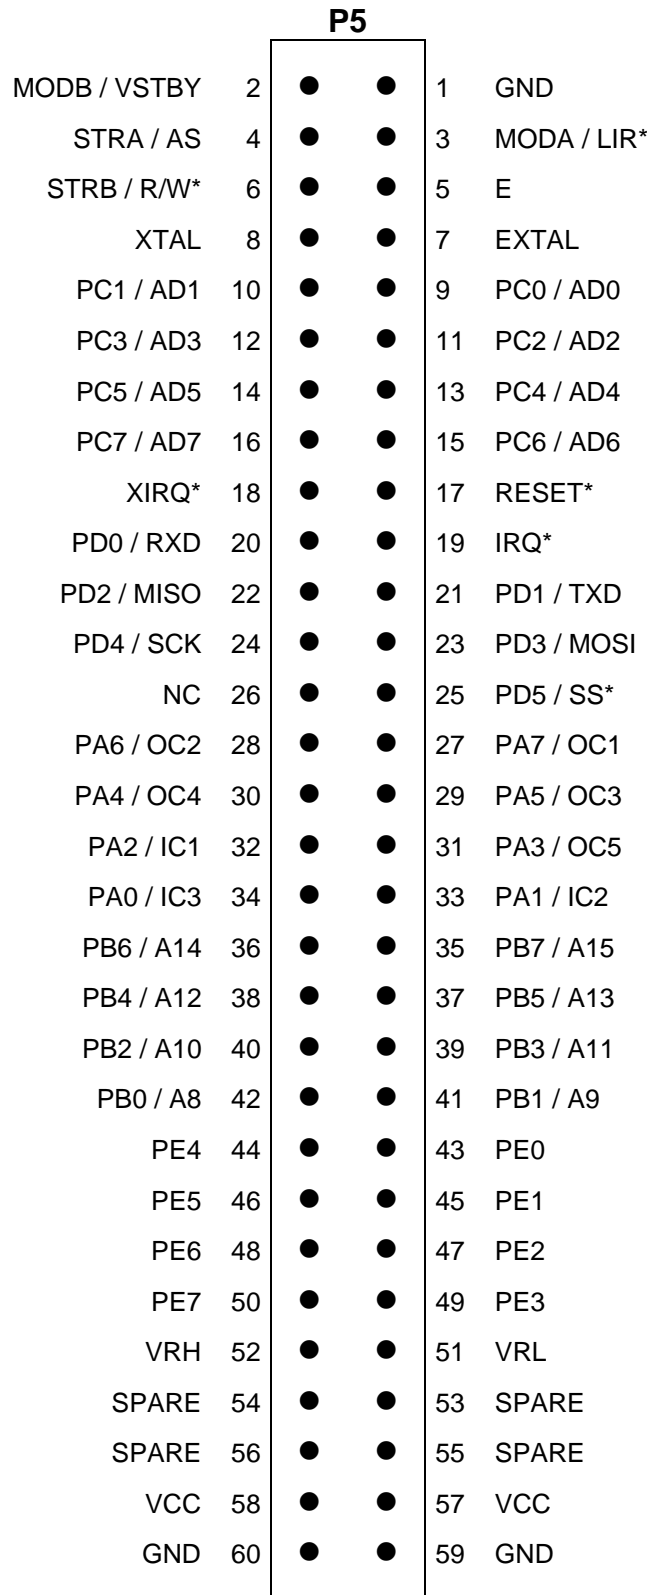 P5
MODB / VSTBY 2 1 GND
STRA / AS 4 3 MODA / LIR*
STRB / R/W* 6 5 E
XTAL 8 7 EXTAL
PC1 / AD1 10 9 PC0 / AD0
PC3 / AD3 12 11 PC2 / AD2
PC5 / AD5 14 13 PC4 / AD4
PC7 / AD7 16 15 PC6 / AD6
XIRQ* 18 17 RESET*
PD0 / RXD 20 19 IRQ*
PD2 / MISO 22 21 PD1 / TXD
PD4 / SCK 24 23 PD3 / MOSI
NC 26 25 PD5 / SS*
PA6 / OC2 28 27 PA7 / OC1
PA4 / OC4 30 29 PA5 / OC3
PA2 / IC1 32 31 PA3 / OC5
PA0 / IC3 34 33 PA1 / IC2
PB6 / A14 36 35 PB7 / A15
PB4 / A12 38 37 PB5 / A13
PB2 / A10 40 39 PB3 / A11
PB0 / A8 42 41 PB1 / A9
PE4 44 43 PE0
PE5 46 45 PE1
PE6 48 47 PE2
PE7 50 49 PE3
VRH 52 51 VRL
SPARE 54 53 SPARE
SPARE 56 55 SPARE
VCC 58 57 VCC
GND 60 59 GND